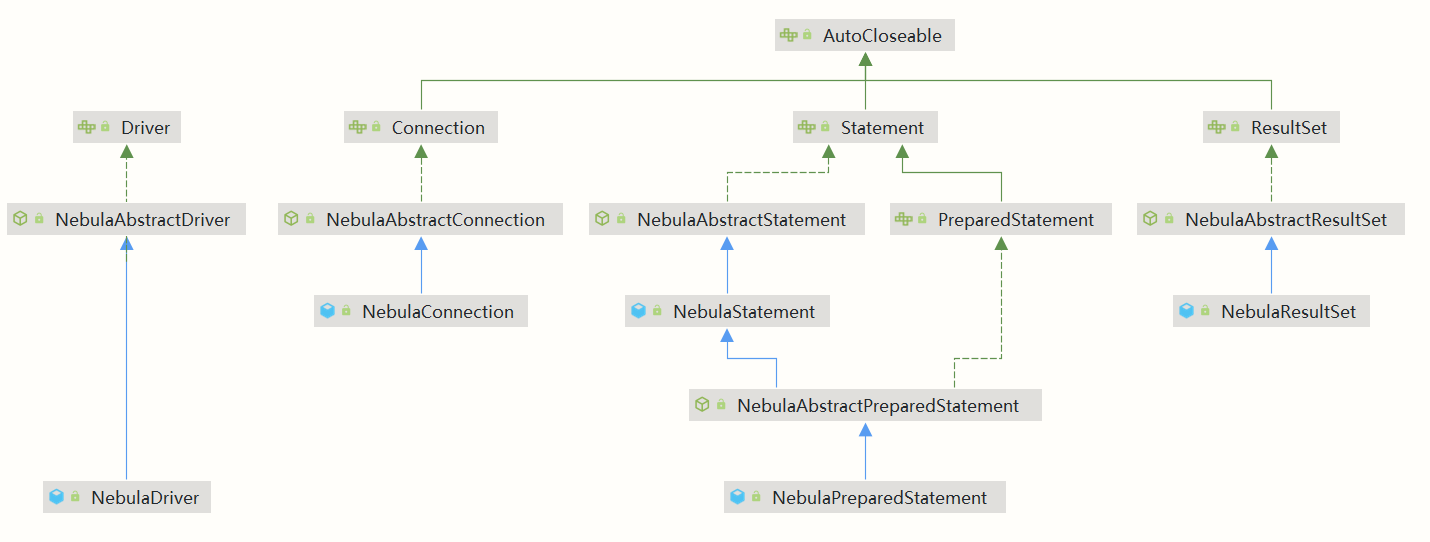 AutoCloseable
Driver
Connection
Statement
ResultSet
NebulaAbstractDriver
NebulaAbstractConnection
NebulaAbstractStatement
PreparedStatement
NebulaAbstractResultSet
NebulaConnection
NebulaStatement
NebulaResultSet
NebulaAbstractPreparedStatement
NebulaDriver
NebulaPreparedStatement